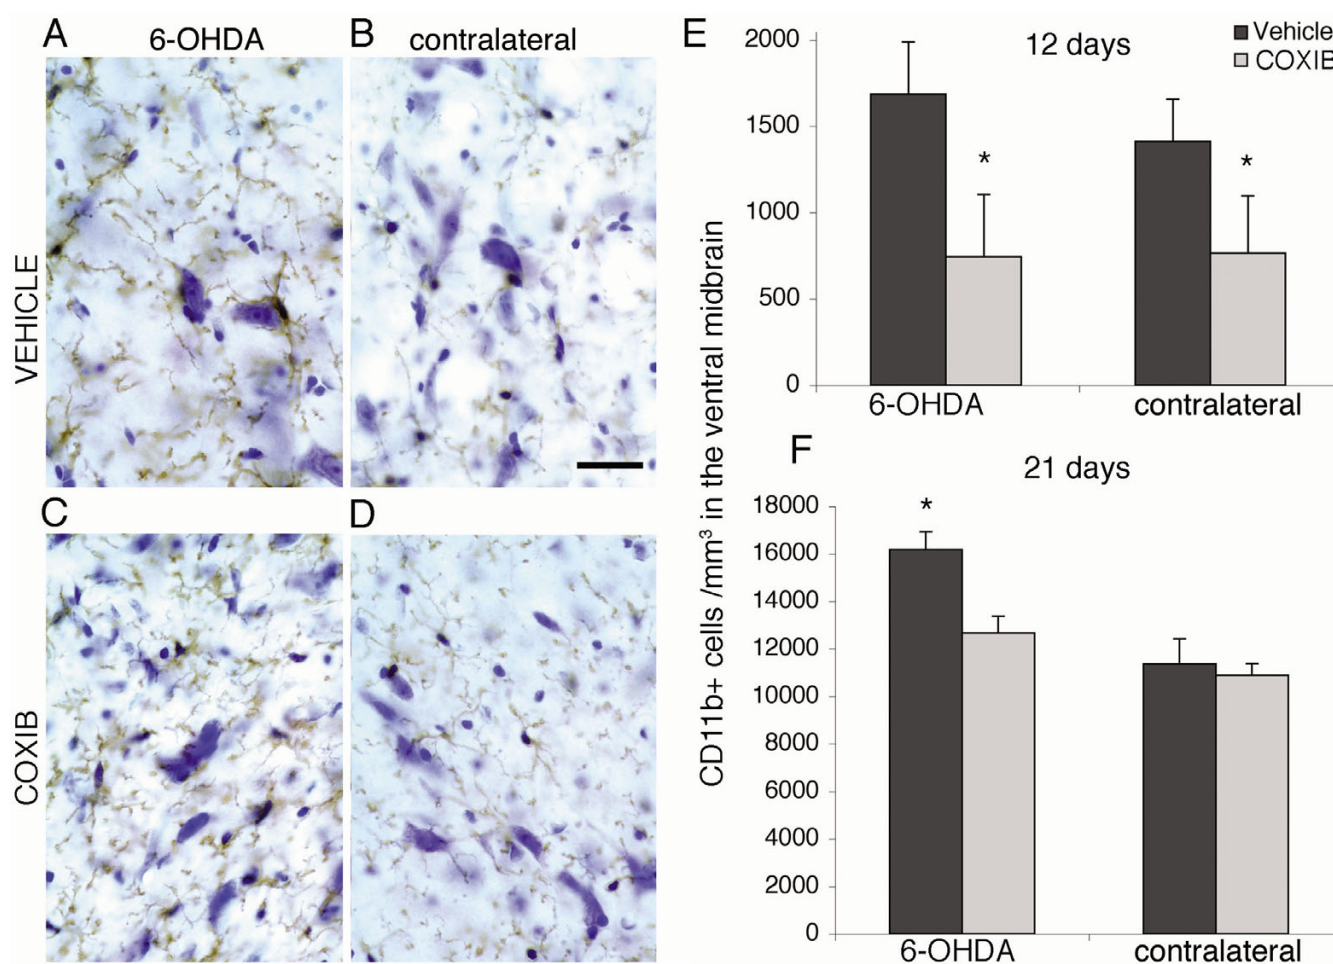 A
6-OHDA
B
contralateral
VEHICLE
C
D
COXIB
E
12 days
Vehicle
COXIB
2000
*
1500
*
1000
500
0
6-OHDA
contralateral
CD11b+ cells /mm³ in the ventral midbrain
F
21 days
18000
*
16000
14000
12000
10000
8000
6000
4000
2000
0
6-OHDA
contralateral